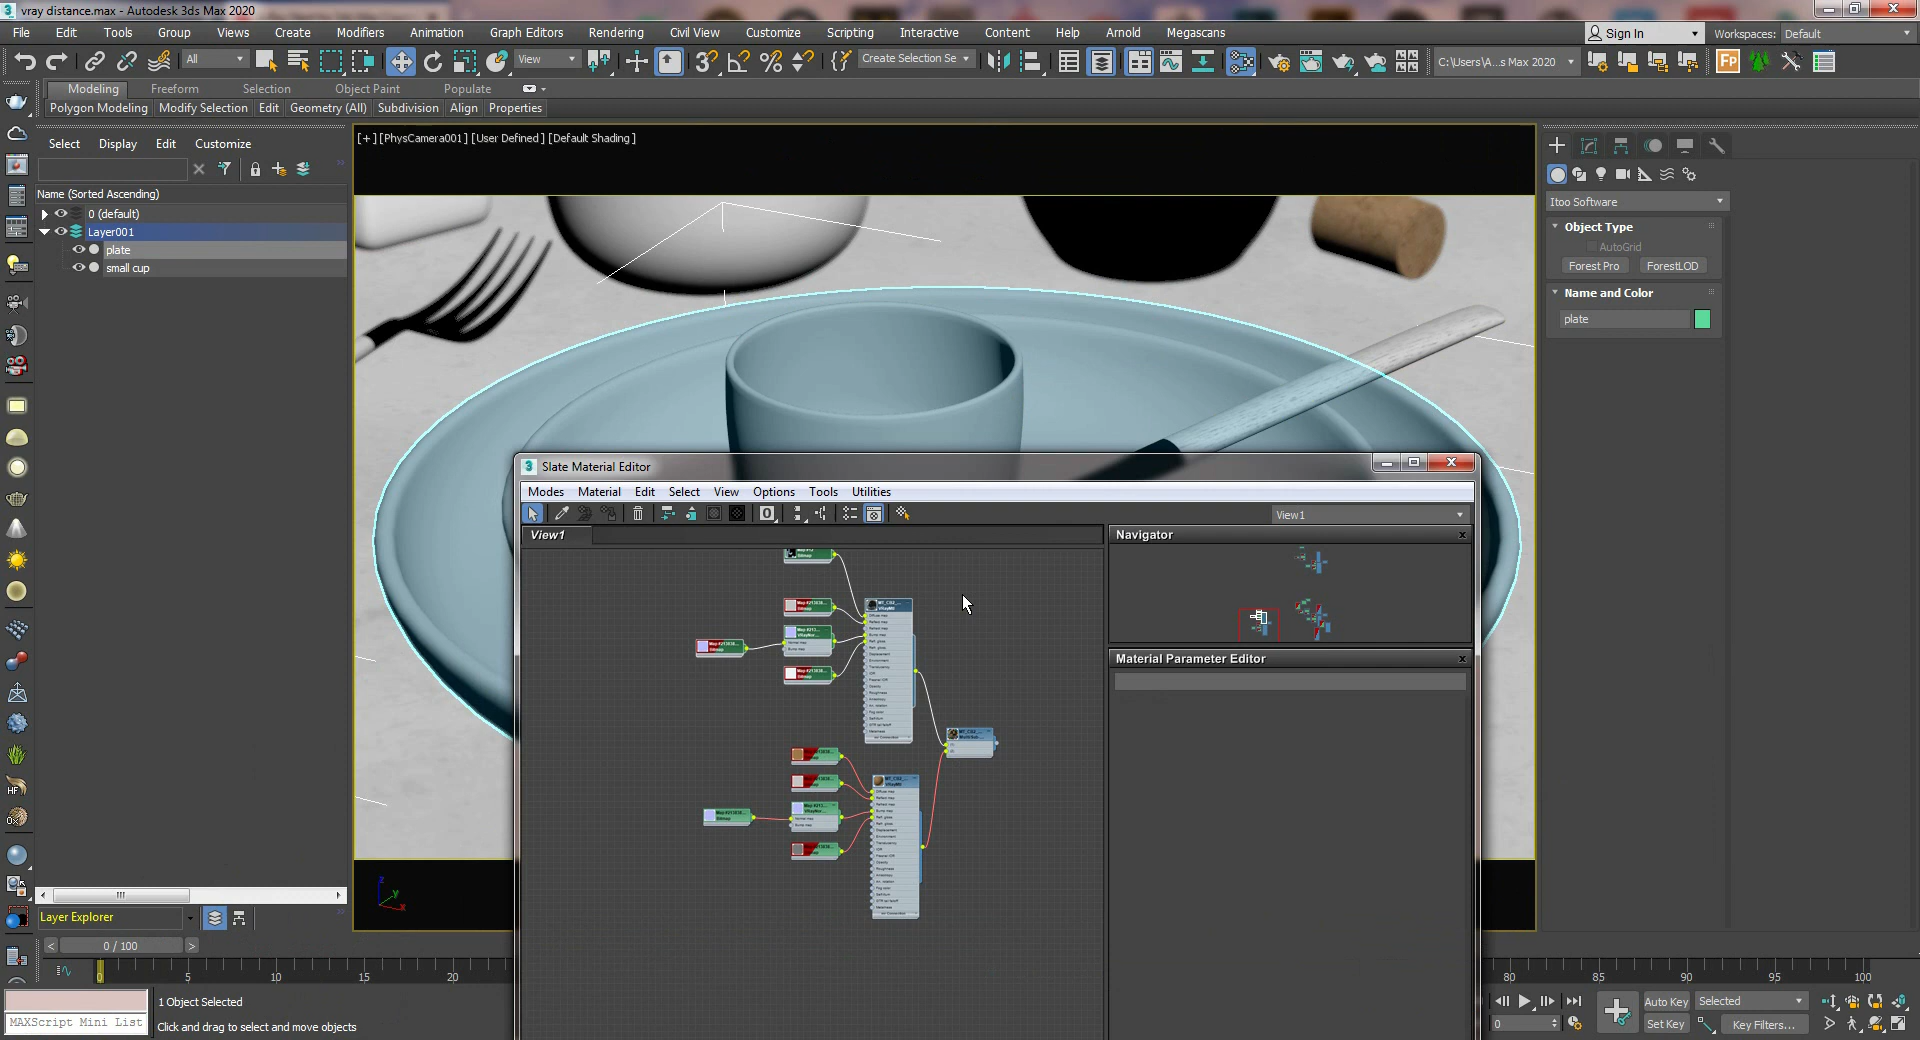 vray distance.max - Autodesk 3ds Max 2020
File Edit Tools Group Views Create Modifiers Animation Graph Editors Rendering Civil View Customize Scripting Interactive Content Help Arnold Megascans Sign In Workspaces: Default
All View Create Selection Se C:\Users\A...s Max 2020
Modeling Freeform Selection Object Paint Populate
Polygon Modeling Modify Selection Edit Geometry (All) Subdivision Align Properties
Select Display Edit Customize
[+] [PhysCamera001] [User Defined] [Default Shading]
Name (Sorted Ascending)
0 (default)
Layer001
plate
small cup
Itoo Software
Object Type
AutoGrid
Forest Pro ForestLOD
Name and Color
plate
Slate Material Editor
Modes Material Edit Select View Options Tools Utilities
View1
View1
Navigator
Material Parameter Editor
Layer Explorer
0 / 100
0 5 10 15 20 80 85 90 95 100
1 Object Selected
Click and drag to select and move objects
MAXScript Mini List
Auto Key Selected
0 Set Key Key Filters...